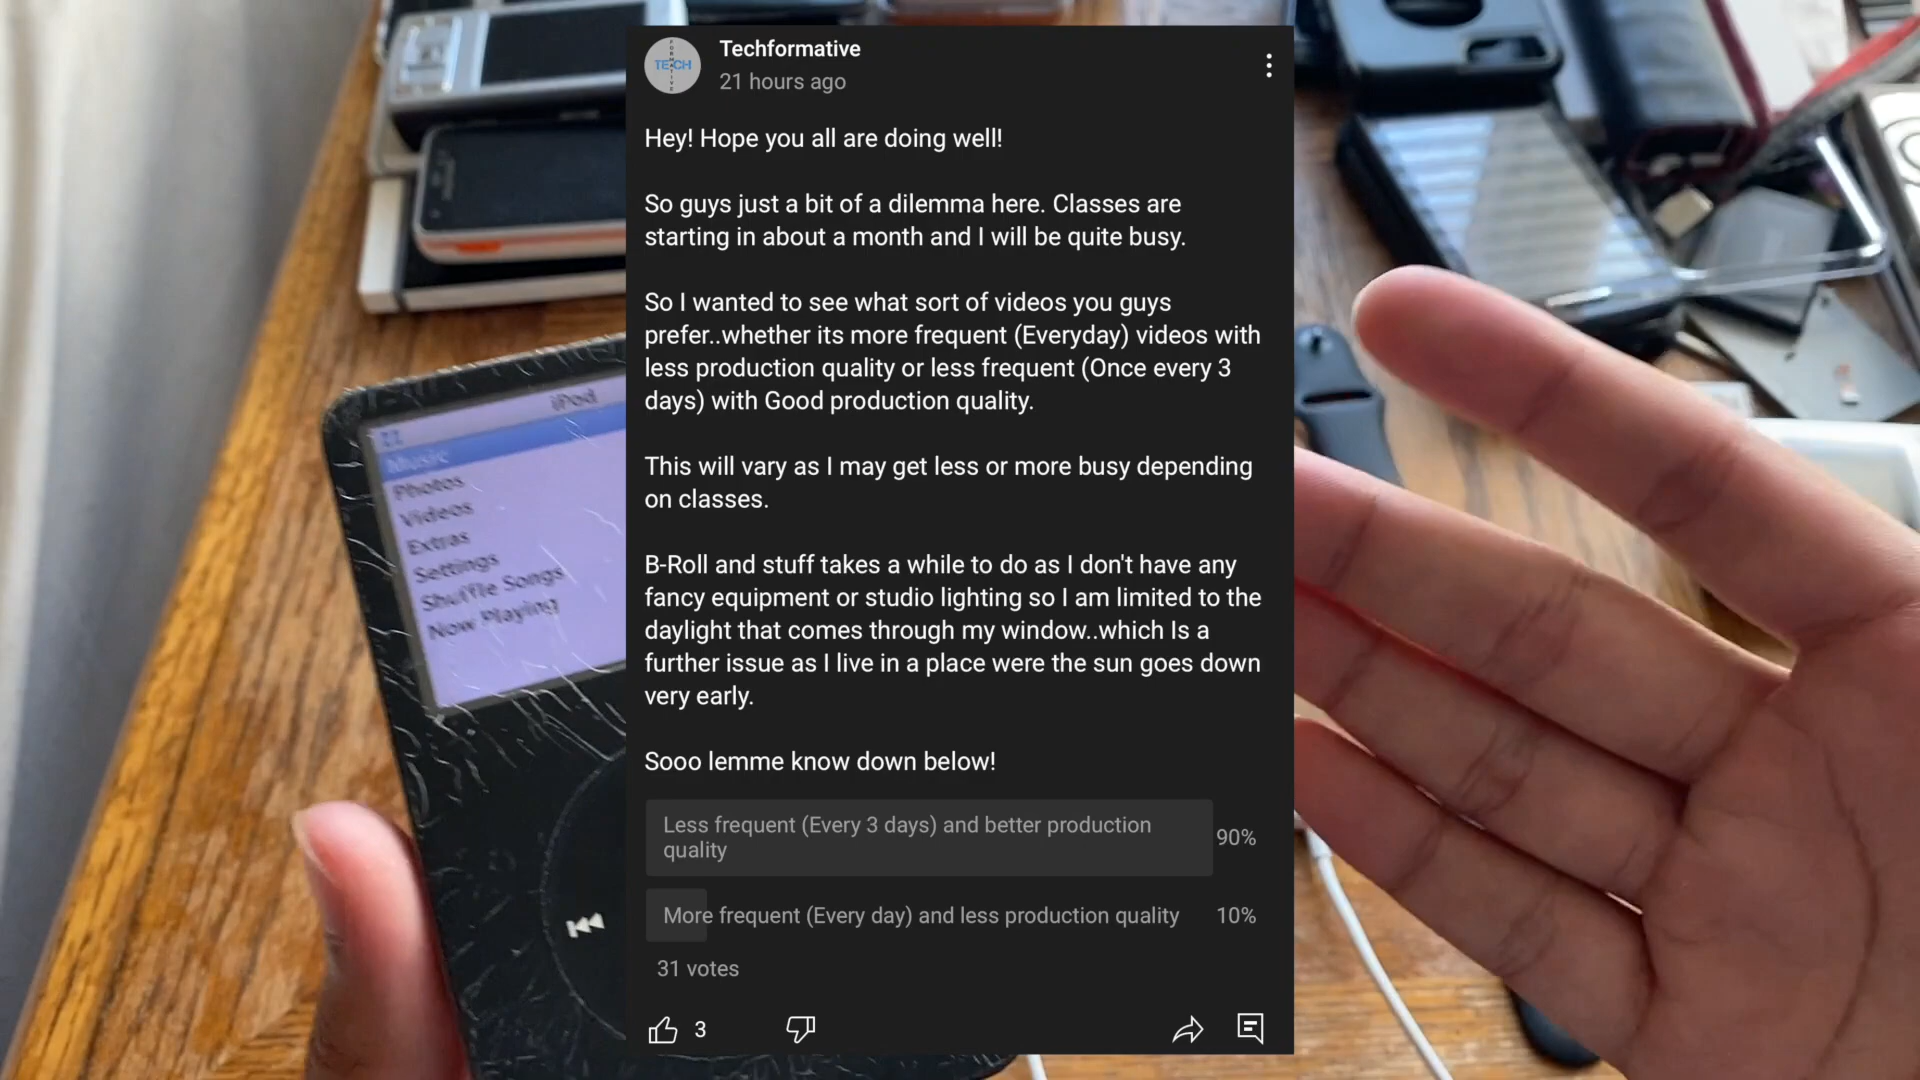 Techformative
21 hours ago
TECH
FORMATIVE
Hey! Hope you all are doing well!
So guys just a bit of a dilemma here. Classes are
starting in about a month and I will be quite busy.
So I wanted to see what sort of videos you guys
prefer..whether its more frequent (Everyday) videos with
less production quality or less frequent (Once every 3
days) with Good production quality.
This will vary as I may get less or more busy depending
on classes.
B-Roll and stuff takes a while to do as I don't have any
fancy equipment or studio lighting so I am limited to the
daylight that comes through my window..which Is a
further issue as I live in a place were the sun goes down
very early.
Sooo lemme know down below!
Less frequent (Every 3 days) and better production
quality
90%
More frequent (Every day) and less production quality
10%
31 votes
3
iPod
Music
Photos
Videos
Extras
Settings
Shuffle Songs
Now Playing